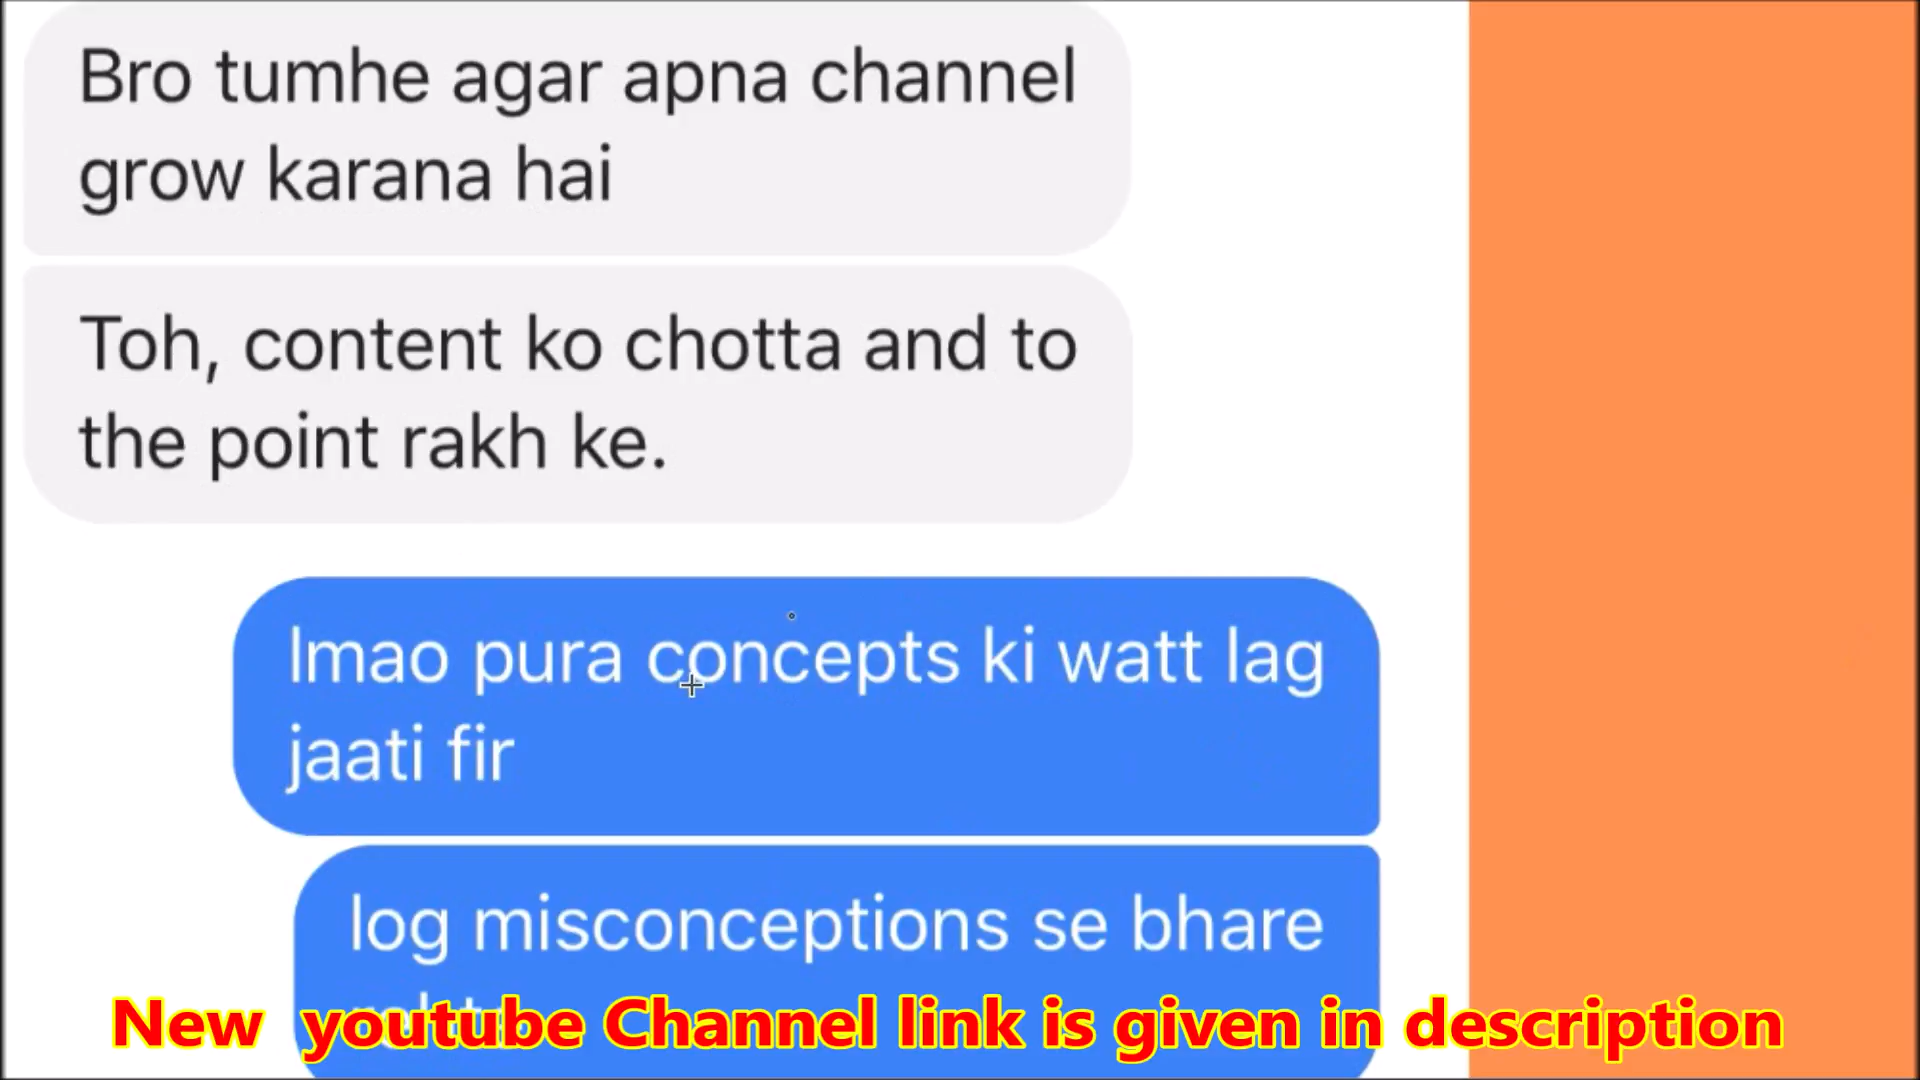 Bro tumhe agar apna channel
grow karana hai
Toh, content ko chotta and to
the point rakh ke.
lmao pura concepts ki watt lag
jaati fir
log misconceptions se bhare
New youtube Channel link is given in description